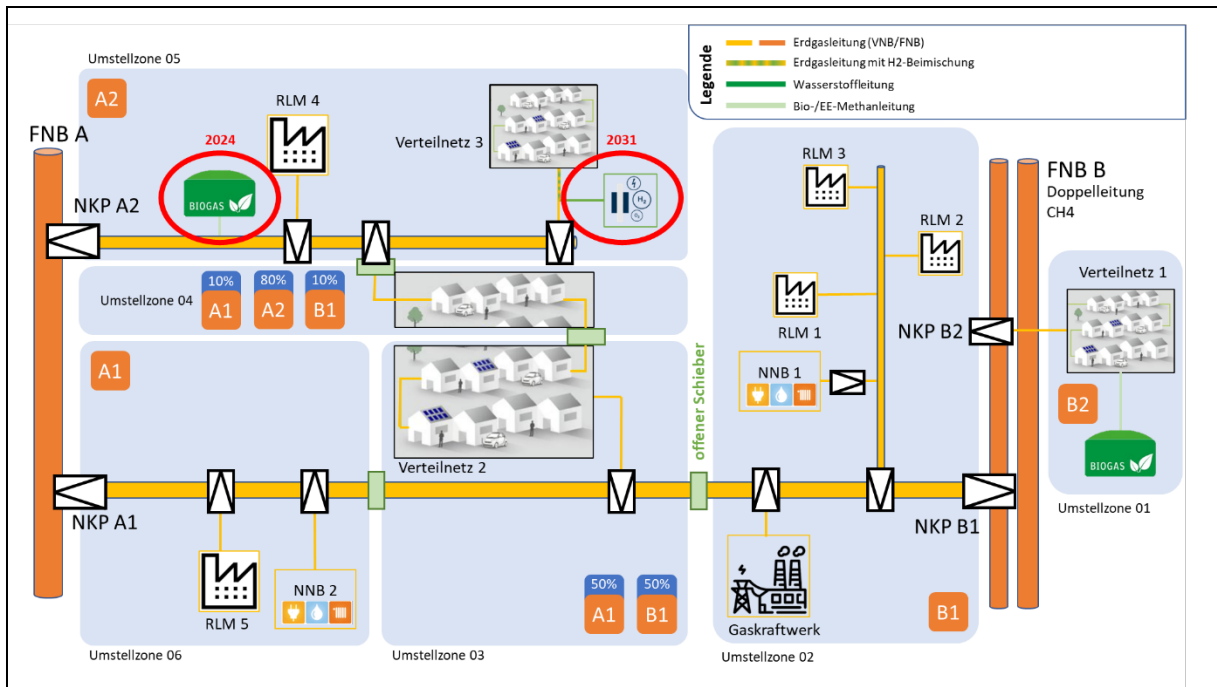 Umstellzone 05
A2
FNB A
NKP A2
2024
BIOGAS
RLM 4
Verteilnetz 3
2031
H₂
Legende
Erdgasleitung (VNB/FNB)
Erdgasleitung mit H2-Beimischung
Wasserstoffleitung
Bio-/EE-Methanleitung
Umstellzone 04
10%
A1
80%
A2
10%
B1
A1
NKP A1
RLM 5
NNB 2
Umstellzone 06
Verteilnetz 2
50%
A1
50%
B1
Umstellzone 03
offener Schieber
RLM 3
RLM 2
RLM 1
NNB 1
Gaskraftwerk
B1
Umstellzone 02
NKP B2
NKP B1
FNB B
Doppelleitung
CH4
Verteilnetz 1
B2
BIOGAS
Umstellzone 01